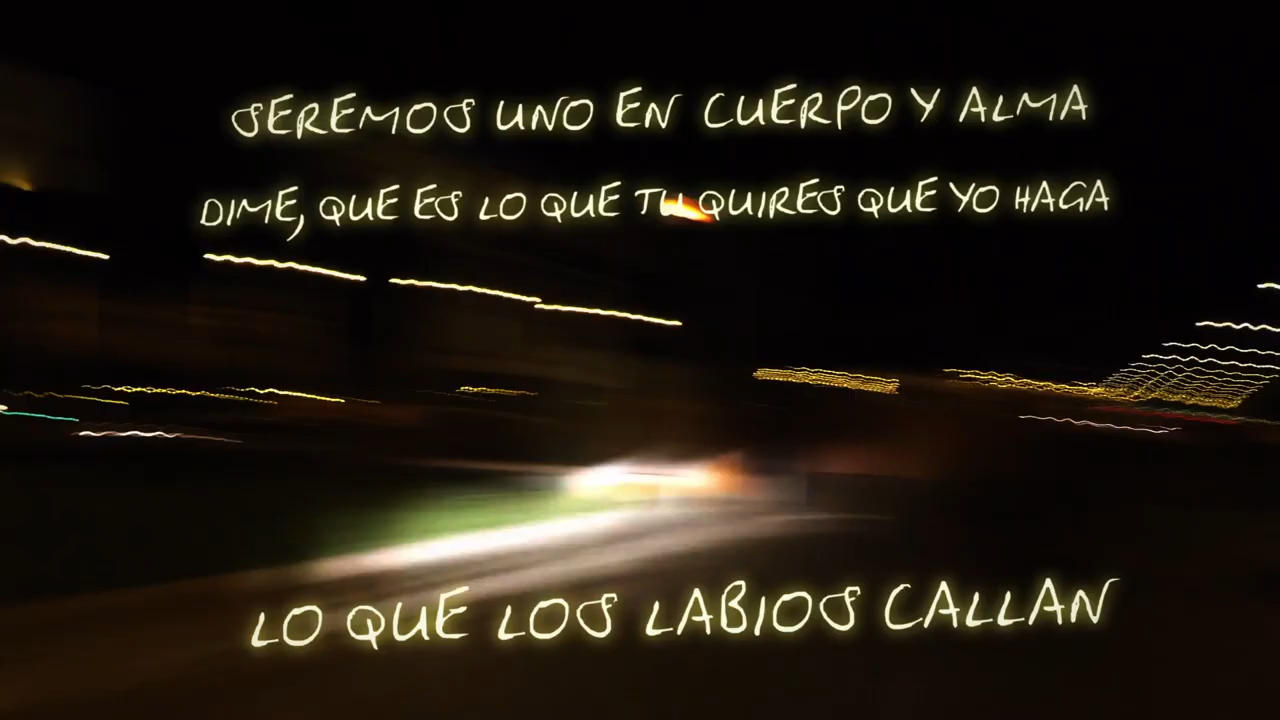 SEREMOS UNO EN CUERPO Y ALMA
DIME, QUE ES LO QUE TU QUIRES QUE YO HAGA
LO QUE LOS LABIOS CALLAN